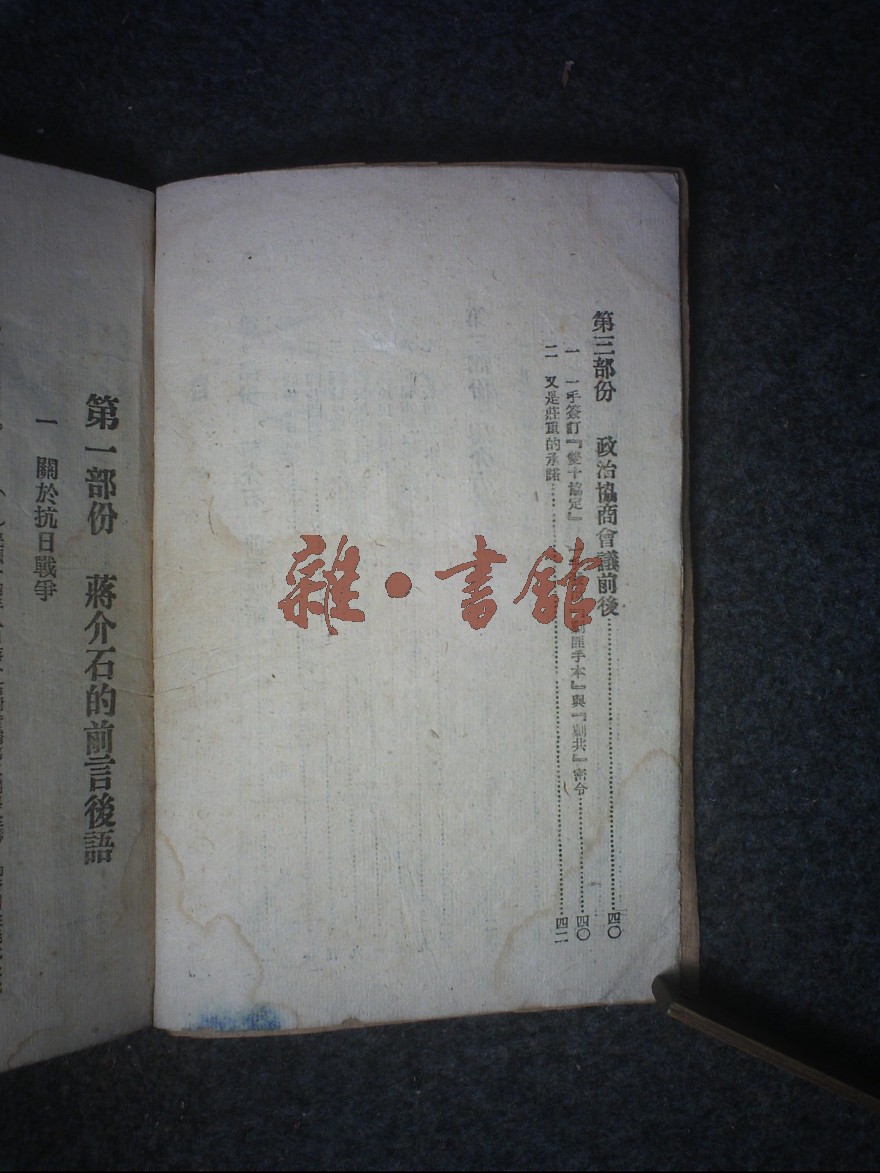 第三部份 政治協商會議前後……四〇
一 一手簽訂『雙十協定』 匪手本』與『剿共』密令……四〇
二 又是莊重的承諾……四二
第一部份 蔣介石的前言後語
一 關於抗日戰爭
雜·書館